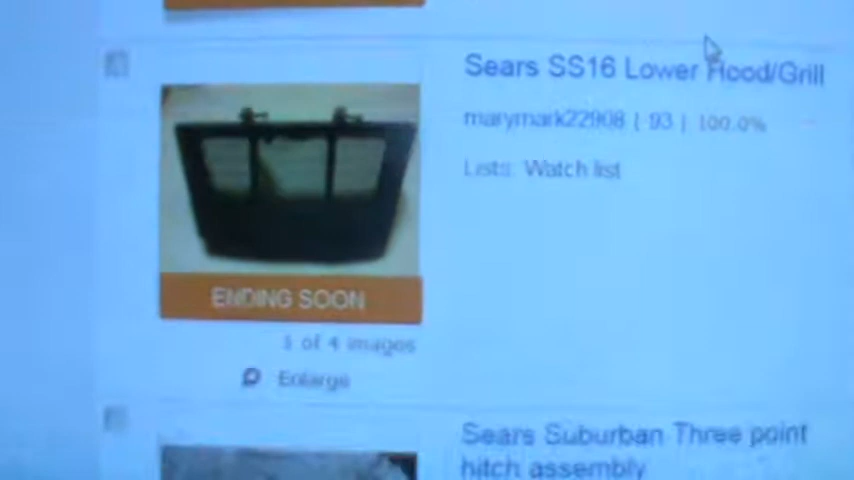 Sears SS16 Lower Hood/Grill
marymark22908 ( 93 ) 100.0%
Lists: Watch list
ENDING SOON
1 of 4 images
Enlarge
Sears Suburban Three point
hitch assembly